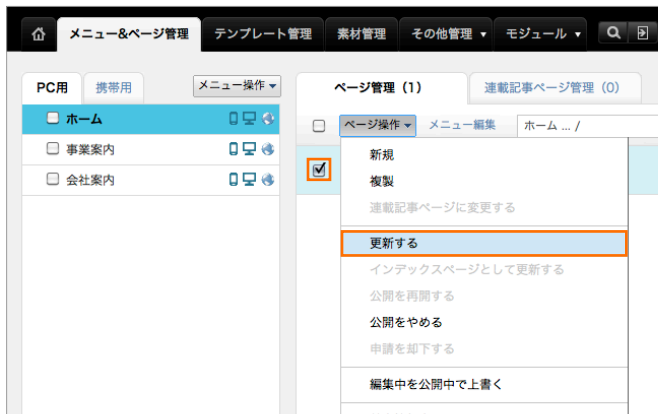 メニュー&ページ管理 テンプレート管理 素材管理 その他管理 ▼ モジュール ▼
PC用 携帯用 メニュー操作 ▼
ページ管理（1） 連載記事ページ管理（0）
ホーム
事業案内
会社案内
ページ操作 ▼ メニュー編集 ホーム ... /
新規
複製
連載記事ページに変更する
更新する
インデックスページとして更新する
公開を再開する
公開をやめる
申請を却下する
編集中を公開中で上書く